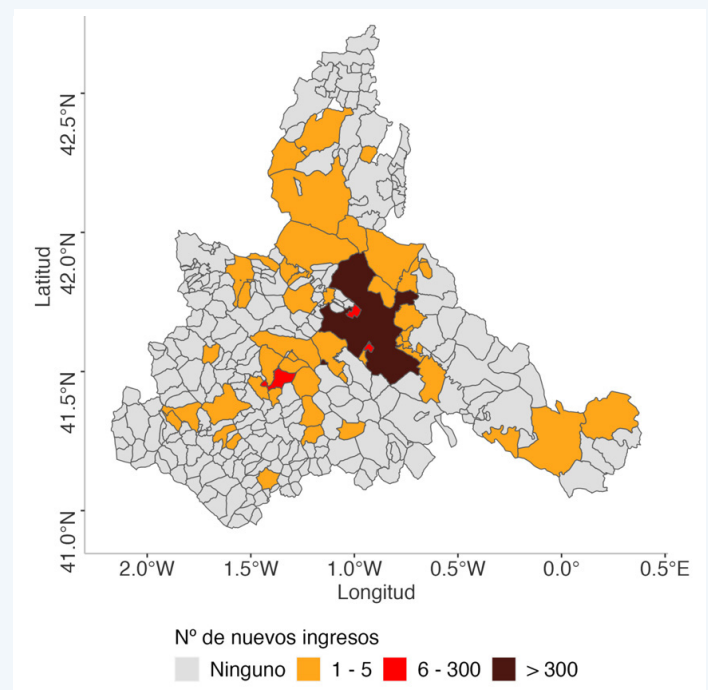 42.5°N
42.0°N
41.5°N
41.0°N
Latitud
2.0°W 1.5°W 1.0°W 0.5°W 0.0° 0.5°E
Longitud
Nº de nuevos ingresos
Ninguno 1 - 5 6 - 300 > 300